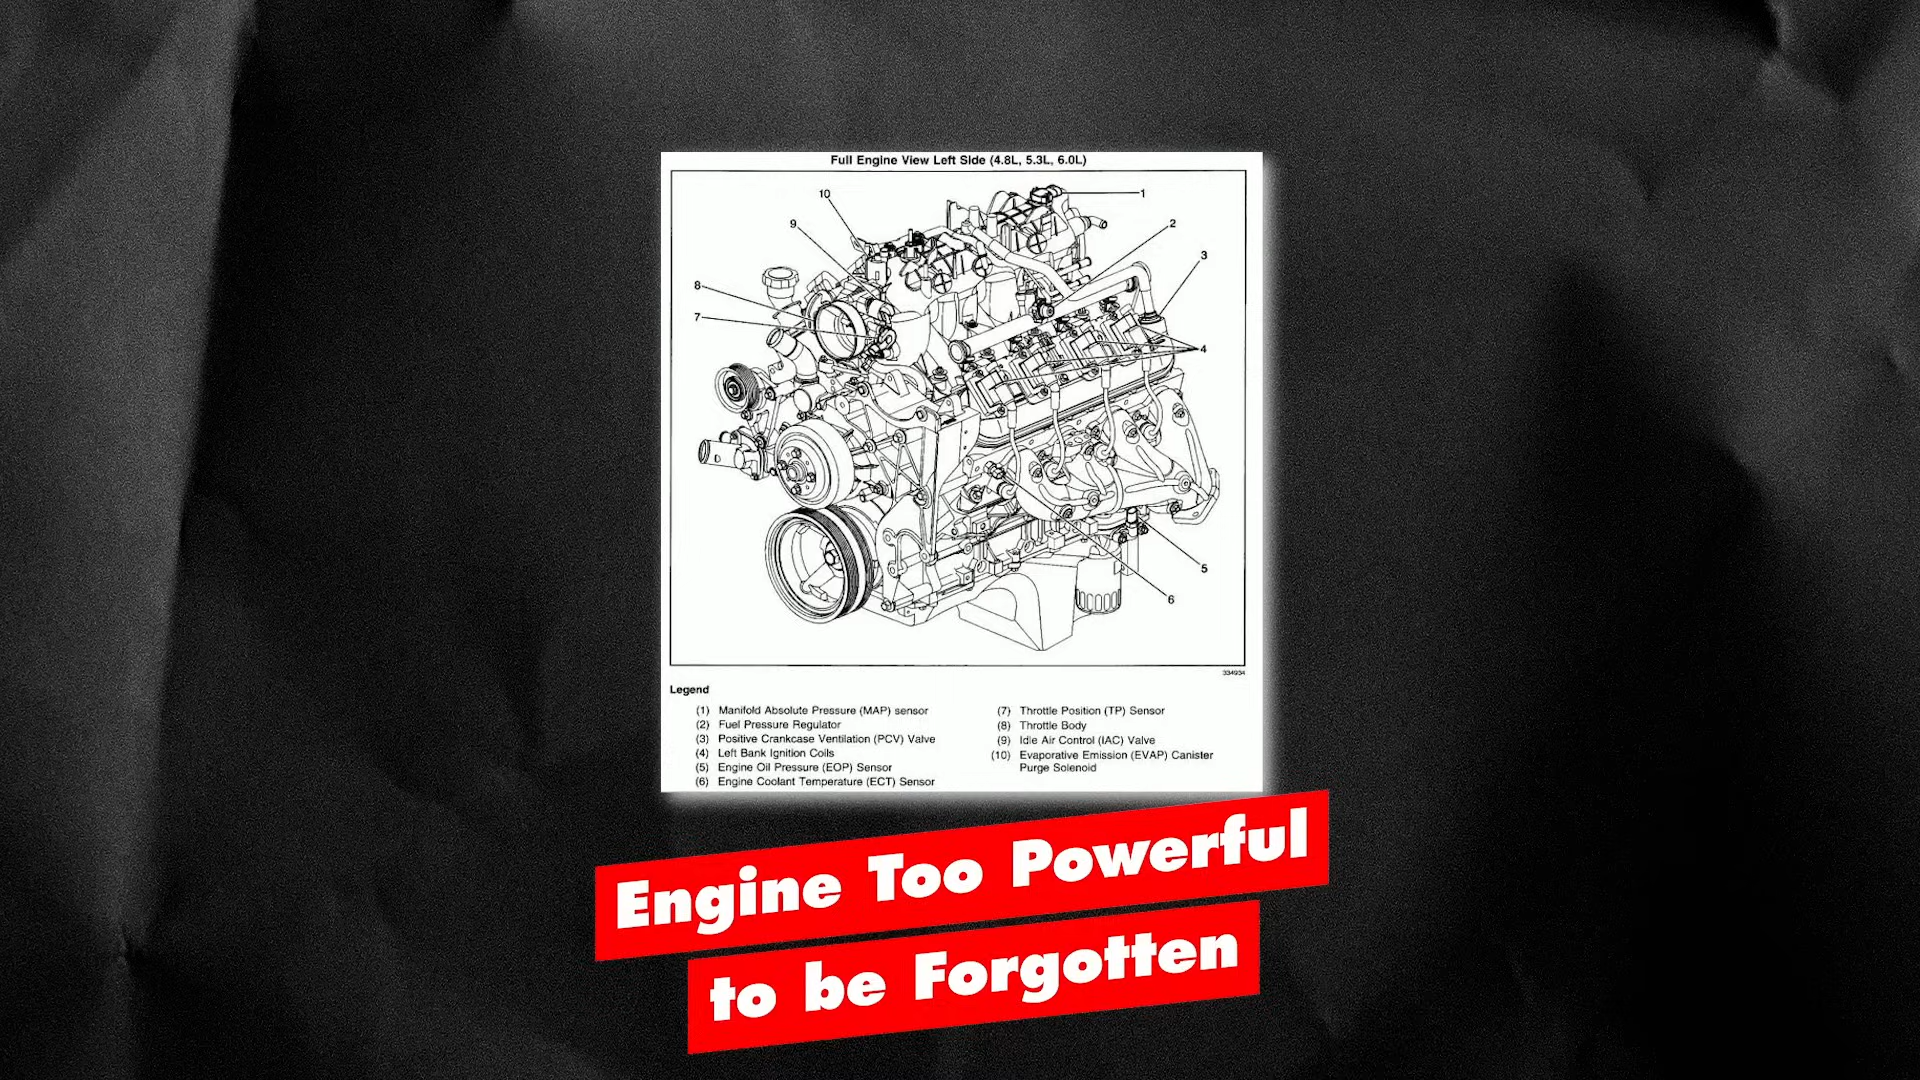 Full Engine View Left Side (4.8L, 5.3L, 6.0L)
10
1
9
2
3
8
7
4
5
6
334934
Legend
(1) Manifold Absolute Pressure (MAP) sensor
(2) Fuel Pressure Regulator
(3) Positive Crankcase Ventilation (PCV) Valve
(4) Left Bank Ignition Coils
(5) Engine Oil Pressure (EOP) Sensor
(6) Engine Coolant Temperature (ECT) Sensor
(7) Throttle Position (TP) Sensor
(8) Throttle Body
(9) Idle Air Control (IAC) Valve
(10) Evaporative Emission (EVAP) Canister
Purge Solenoid
Engine Too Powerful
to be Forgotten